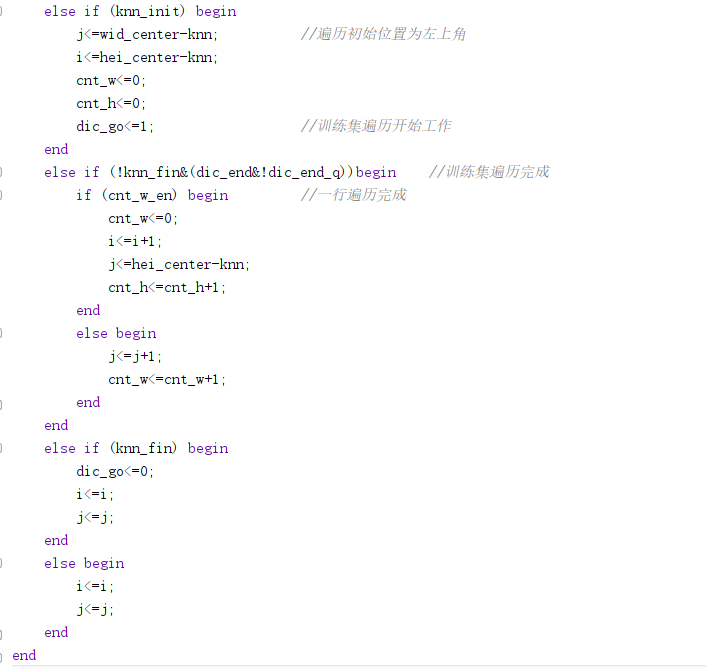 else if (knn_init) begin
j<=wid_center-knn; //遍历初始位置为左上角
i<=hei_center-knn;
cnt_w<=0;
cnt_h<=0;
dic_go<=1; //训练集遍历开始工作
end
else if (!knn_fin&(dic_end&!dic_end_q))begin //训练集遍历完成
if (cnt_w_en) begin //一行遍历完成
cnt_w<=0;
i<=i+1;
j<=hei_center-knn;
cnt_h<=cnt_h+1;
end
else begin
j<=j+1;
cnt_w<=cnt_w+1;
end
end
else if (knn_fin) begin
dic_go<=0;
i<=i;
j<=j;
end
else begin
i<=i;
j<=j;
end
end